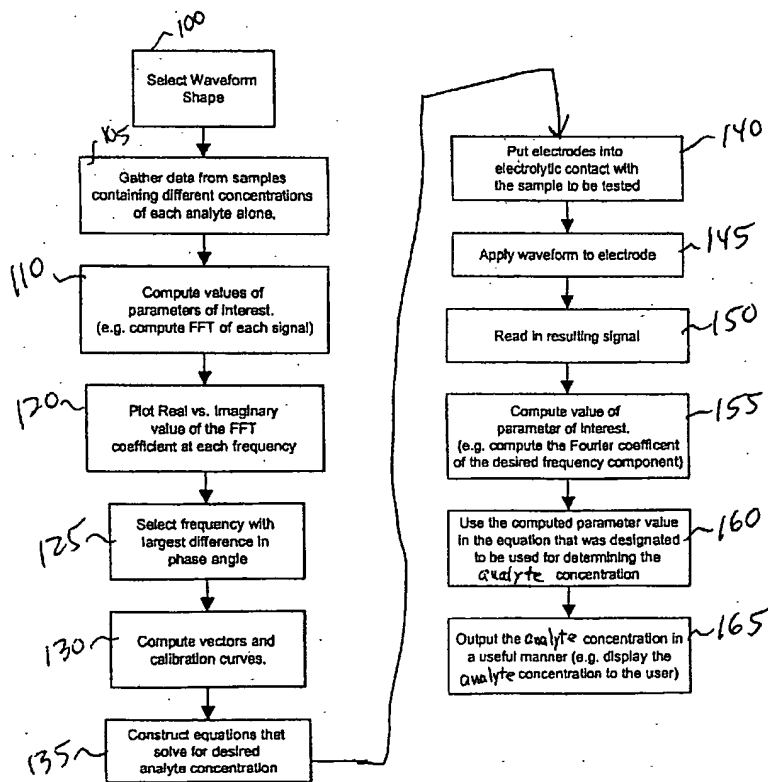 100
Select Waveform
Shape
105
Gather data from samples
containing different concentrations
of each analyte alone.
110
Compute values of
parameters of interest.
(e.g. compute FFT of each signal)
120
Plot Real vs. Imaginary
value of the FFT
coefficient at each frequency
125
Select frequency with
largest difference in
phase angle
130
Compute vectors and
calibration curves.
135
Construct equations that
solve for desired
analyte concentration
140
Put electrodes into
electrolytic contact with
the sample to be tested
145
Apply waveform to electrode
150
Read in resulting signal
155
Compute value of
parameter of interest.
(e.g. compute the Fourier coefficent
of the desired frequency component)
160
Use the computed parameter value
in the equation that was designated
to be used for determining the
analyte concentration
165
Output the analyte concentration in
a useful manner (e.g. display the
analyte concentration to the user)